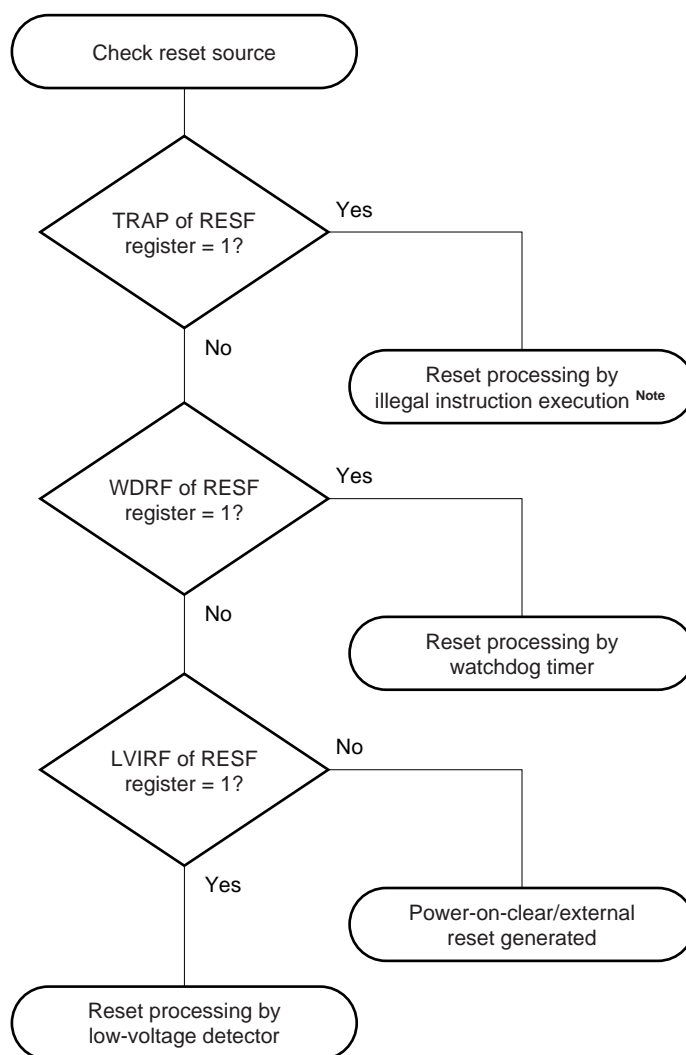 Check reset source
TRAP of RESF
register = 1?
Yes
No
Reset processing by
illegal instruction execution Note
WDRF of RESF
register = 1?
Yes
No
Reset processing by
watchdog timer
LVIRF of RESF
register = 1?
No
Yes
Power-on-clear/external
reset generated
Reset processing by
low-voltage detector